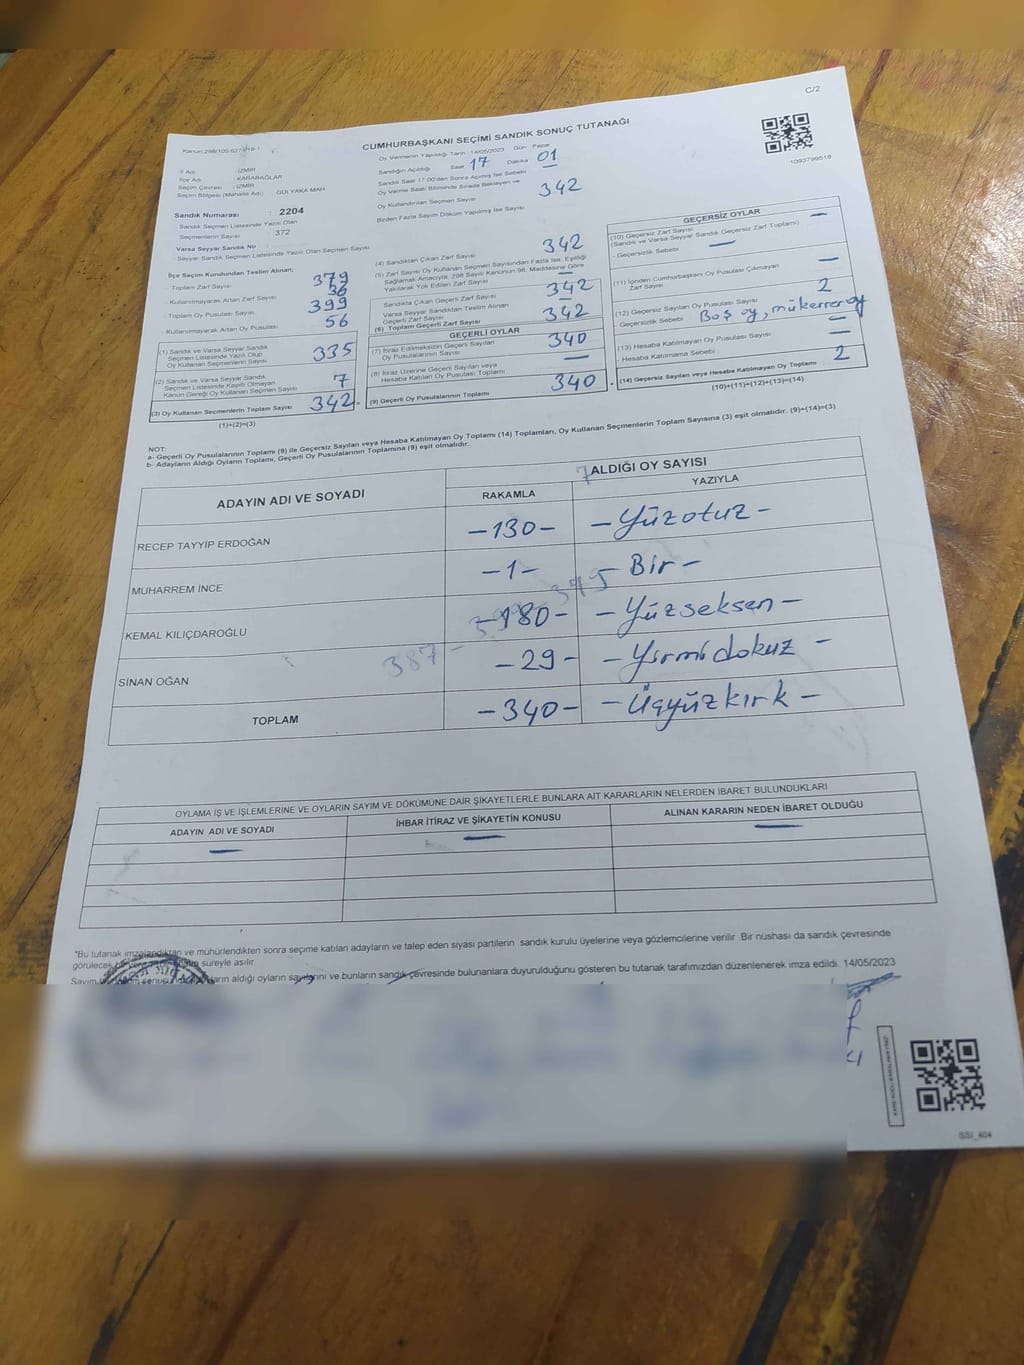 C/2
Kanun:298/105.627/18-1
CUMHURBAŞKANI SEÇİMİ SANDIK SONUÇ TUTANAĞI
1093799518
İl Adı : İZMİR
İlçe Adı : KARABAĞLAR
Seçim Çevresi : İZMİR
Seçim Bölgesi (Mahalle Adı) : GÜLYAKA MAH
Sandık Numarası : 2204
Sandık Seçmen Listesinde Yazılı Olan
Seçmenlerin Sayısı : 372
Varsa Seyyar Sandık No :
- Seyyar Sandık Seçmen Listesinde Yazılı Olan Seçmen Sayısı
İlçe Seçim Kurulundan Teslim Alınan:
- Toplam Zarf Sayısı 379
- Kullanılmayarak Artan Zarf Sayısı 36
Toplam Oy Pusulası Sayısı 399
- Kullanılmayarak Artan Oy Pusulası 56
(1) Sandık ve Varsa Seyyar Sandık
Seçmen Listesinde Yazılı Olup
Oy Kullanan Seçmenlerin Sayısı 335
(2) Sandık ve Varsa Seyyar Sandık
Seçmen Listesinde Kayıtlı Olmayan
Kanun Gereği Oy Kullanan Seçmen Sayısı 7
(3) Oy Kullanan Seçmenlerin Toplam Sayısı 342
(1)+(2)=(3)
Oy Vermenin Yapıldığı Tarih : 14/05/2023 Gün : Pazar
Sandığın Açıldığı Saat 17 Dakika 01
Sandık Saat 17.00'den Sonra Açılmış İse Sebebi
Oy Verme Saati Bitiminde Sırada Bekleyen ve
Oy Kullandırılan Seçmen Sayısı 342
Birden Fazla Sayım Döküm Yapılmış İse Sayısı
(4) Sandıktan Çıkan Zarf Sayısı 342
(5) Zarf Sayısı Oy Kullanan Seçmen Sayısından Fazla İse, Eşitliği
Sağlamak Amacıyla, 298 Sayılı Kanunun 98. Maddesine Göre
Yakılarak Yok Edilen Zarf Sayısı —
Sandıkta Çıkan Geçerli Zarf Sayısı 342
Varsa Seyyar Sandıktan Teslim Alınan
Geçerli Zarf Sayısı —
(6) Toplam Geçerli Zarf Sayısı 342
GEÇERLİ OYLAR
(7) İtiraz Edilmeksizin Geçerli Sayılan
Oy Pusulalarının Sayısı 340
(8) İtiraz Üzerine Geçerli Sayılan veya
Hesaba Katılan Oy Pusulası Toplamı —
(9) Geçerli Oy Pusulalarının Toplamı 340
GEÇERSİZ OYLAR
(10) Geçersiz Zarf Sayısı —
(Sandık ve Varsa Seyyar Sandık Geçersiz Zarf Toplamı)
- Geçersizlik Sebebi —
(11) İçinden Cumhurbaşkanı Oy Pusulası Çıkmayan
Zarf Sayısı —
(12) Geçersiz Sayılan Oy Pusulası Sayısı 2
- Geçersizlik Sebebi Boş oy, mükerrer oy
(13) Hesaba Katılmayan Oy Pusulası Sayısı —
- Hesaba Katılmama Sebebi —
(14) Geçersiz Sayılan veya Hesaba Katılmayan Oy Toplamı 2
(10)+(11)+(12)+(13)=(14)
NOT:
a- Geçerli Oy Pusulalarının Toplamı (9) ile Geçersiz Sayılan veya Hesaba Katılmayan Oy Toplamı (14) Toplamları, Oy Kullanan Seçmenlerin Toplam Sayısına (3) eşit olmalıdır. (9)+(14)=(3)
b- Adayların Aldığı Oyların Toplamı, Geçerli Oy Pusulalarının Toplamına (9) eşit olmalıdır.
ADAYIN ADI VE SOYADI
ALDIĞI OY SAYISI
RAKAMLA YAZIYLA
RECEP TAYYİP ERDOĞAN -130- -Yüzotuz-
MUHARREM İNCE -1- -Bir-
KEMAL KILIÇDAROĞLU -180- -Yüzseksen-
SİNAN OĞAN -29- -Yirmidokuz-
TOPLAM -340- -Üçyüzkırk-
OYLAMA İŞ VE İŞLEMLERİNE VE OYLARIN SAYIM VE DÖKÜMÜNE DAİR ŞİKAYETLERLE BUNLARA AİT KARARLARIN NELERDEN İBARET BULUNDUKLARI
ADAYIN ADI VE SOYADI İHBAR İTİRAZ VE ŞİKAYETİN KONUSU ALINAN KARARIN NEDEN İBARET OLDUĞU
— — —
*Bu tutanak imzalandıktan ve mühürlendikten sonra seçime katılan adayların ve talep eden siyasi partilerin sandık kurulu üyelerine veya gözlemcilerine verilir. Bir nüshası da sandık çevresinde
görülecek bir yere süreyle asılır.
aldığı oyların sayılarını ve bunların sandık çevresinde bulunanlara duyurulduğunu gösteren bu tutanak tarafımızdan düzenlenerek imza edildi. 14/05/2023
SSI_404